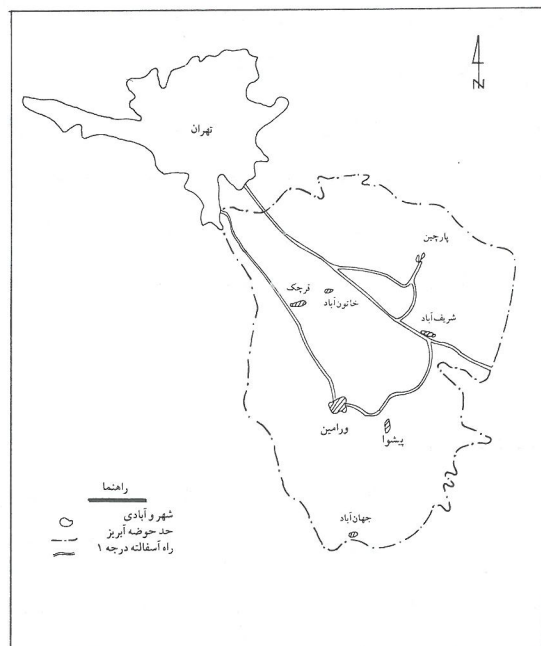 N
تهران
پارچین
قرچک
خاتون‌آباد
شریف‌آباد
ورامین
پیشوا
جهان‌آباد
راهنما
شهر و آبادی
حد حوضه آبریز
راه آسفالته درجه ۱